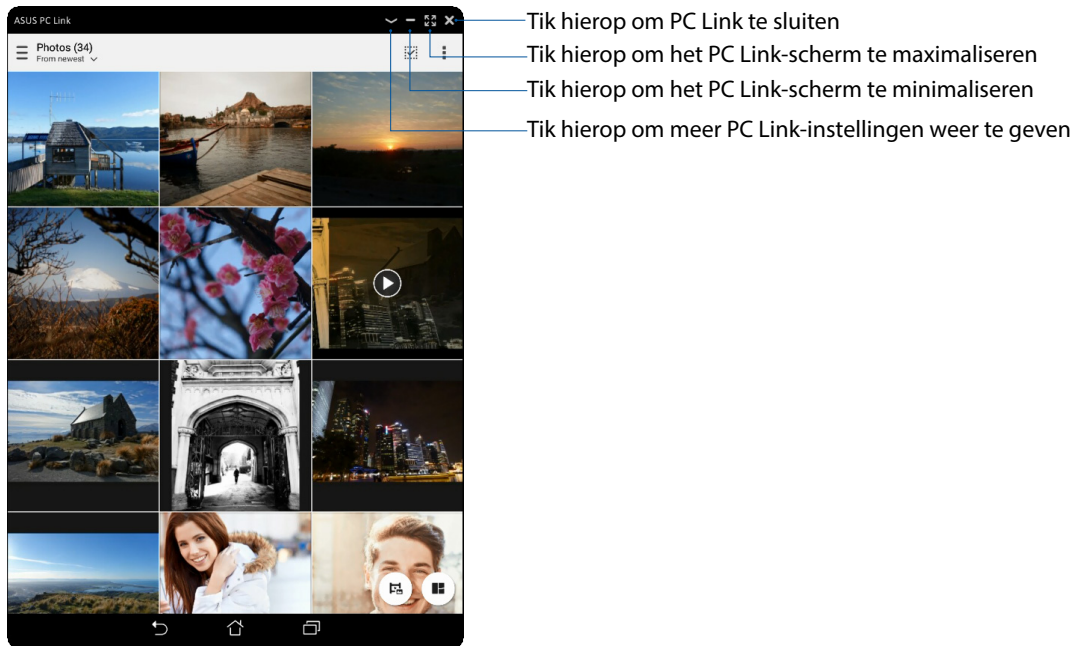 ASUS PC Link
Photos (34)
From newest
Tik hierop om PC Link te sluiten
Tik hierop om het PC Link-scherm te maximaliseren
Tik hierop om het PC Link-scherm te minimaliseren
Tik hierop om meer PC Link-instellingen weer te geven